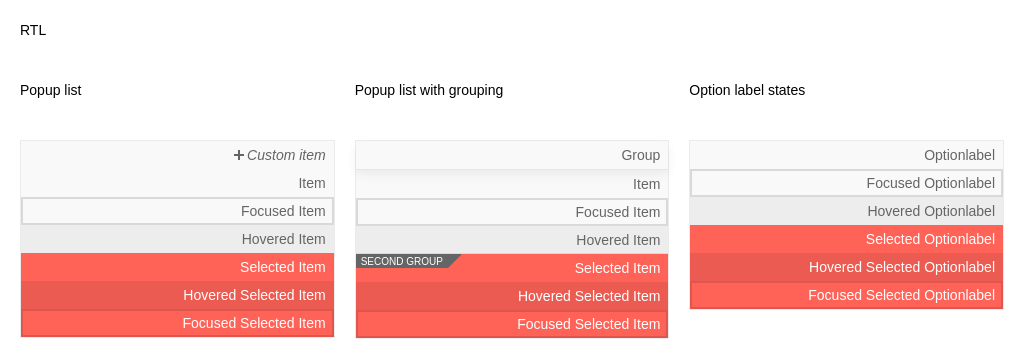 RTL
Popup list
Custom item
Item
Focused Item
Hovered Item
Selected Item
Hovered Selected Item
Focused Selected Item
Popup list with grouping
Group
Item
Focused Item
Hovered Item
SECOND GROUP
Selected Item
Hovered Selected Item
Focused Selected Item
Option label states
Optionlabel
Focused Optionlabel
Hovered Optionlabel
Selected Optionlabel
Hovered Selected Optionlabel
Focused Selected Optionlabel